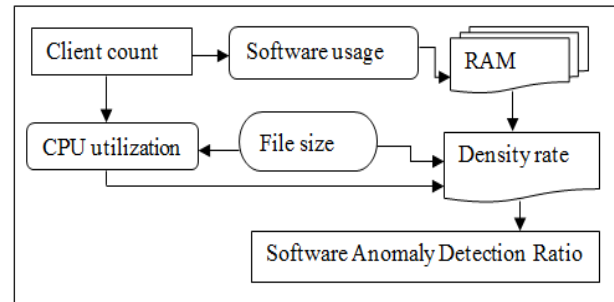 Client count
Software usage
RAM
CPU utilization
File size
Density rate
Software Anomaly Detection Ratio